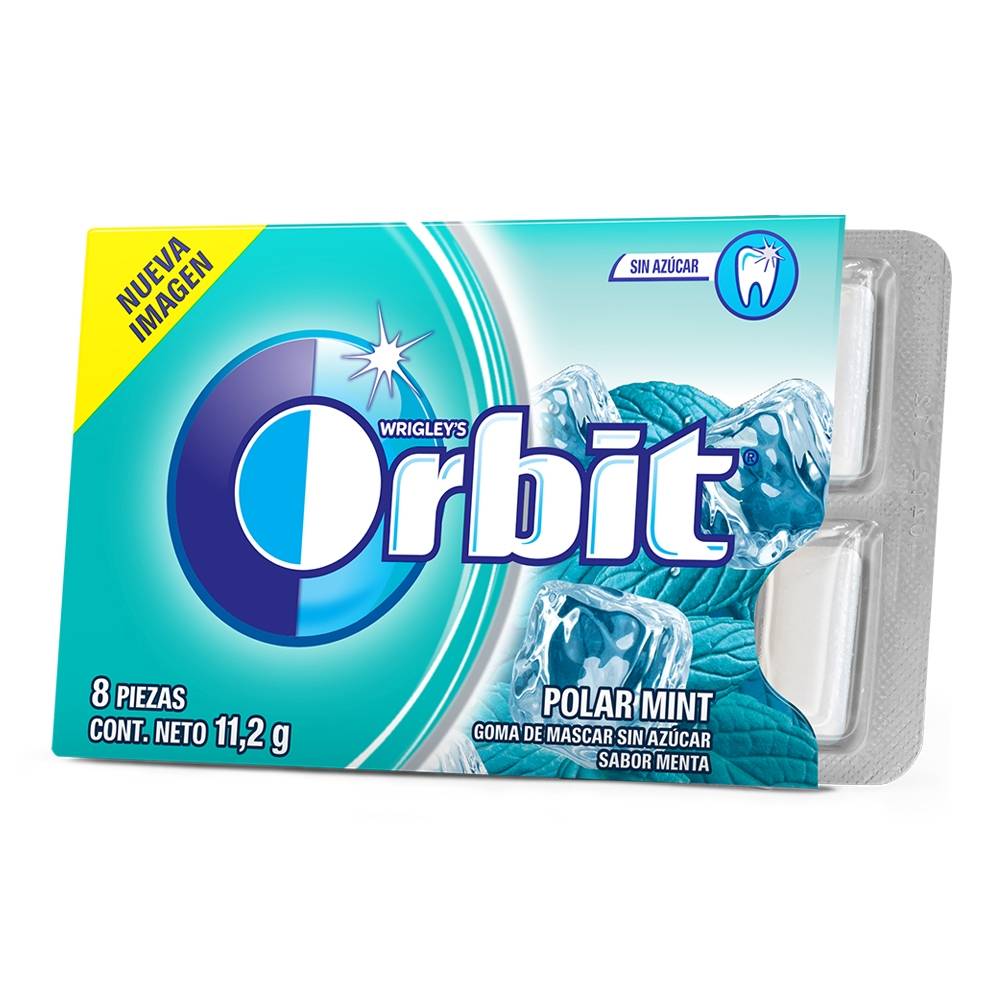 NUEVA
IMAGEN
SIN AZÚCAR
WRIGLEY'S
Orbit®
8 PIEZAS
CONT. NETO 11,2 g
POLAR MINT
GOMA DE MASCAR SIN AZÚCAR
SABOR MENTA